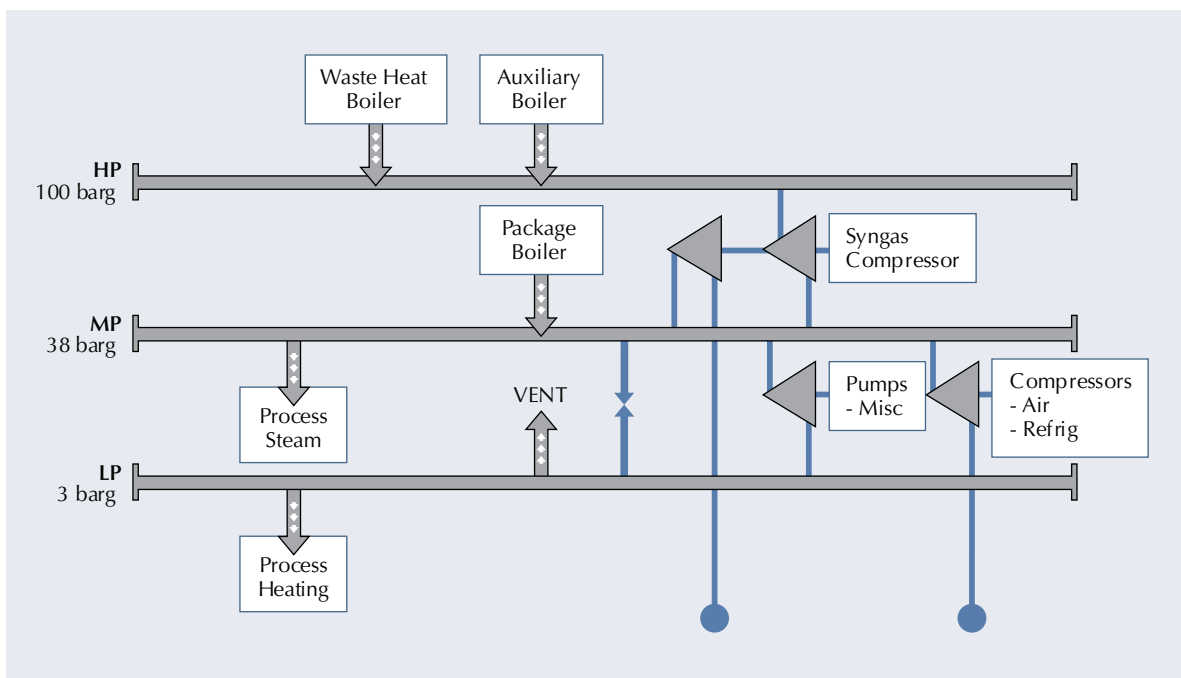 Waste Heat
Boiler
Auxiliary
Boiler
HP
100 barg
Package
Boiler
Syngas
Compressor
MP
38 barg
Process
Steam
VENT
Pumps
- Misc
Compressors
- Air
- Refrig
LP
3 barg
Process
Heating